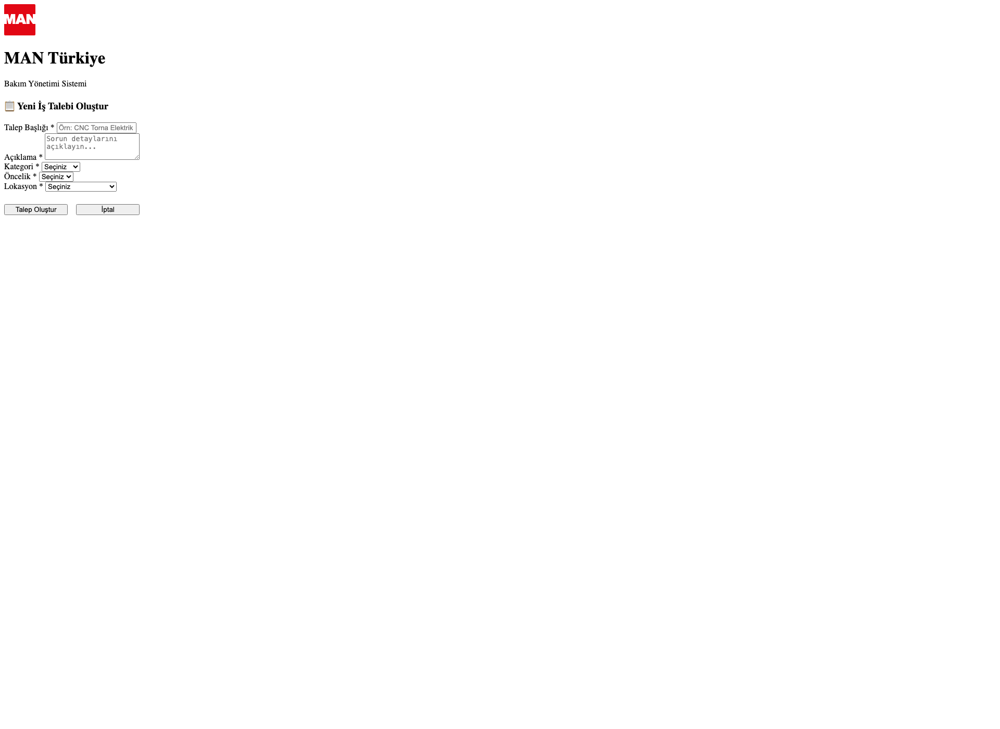 MAN
MAN Türkiye
Bakım Yönetimi Sistemi
📋 Yeni İş Talebi Oluştur
Talep Başlığı * Örn: CNC Torna Elektrik
Sorun detaylarını
açıklayın...
Açıklama *
Kategori * Seçiniz
Öncelik * Seçiniz
Lokasyon * Seçiniz
Talep Oluştur İptal